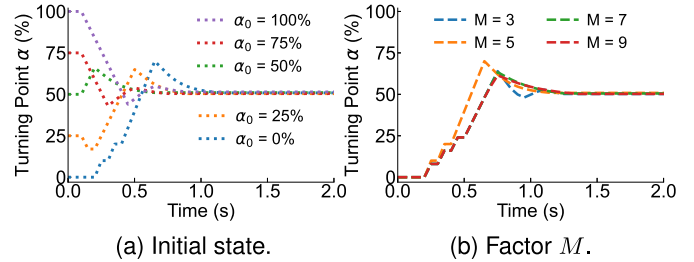 Turning Point α (%)
100
75
50
25
0
α₀ = 100%
α₀ = 75%
α₀ = 50%
α₀ = 25%
α₀ = 0%
0.0 0.5 1.0 1.5 2.0
Time (s)
(a) Initial state.
Turning Point α (%)
100
75
50
25
0
M = 3 M = 7
M = 5 M = 9
0.0 0.5 1.0 1.5 2.0
Time (s)
(b) Factor M.